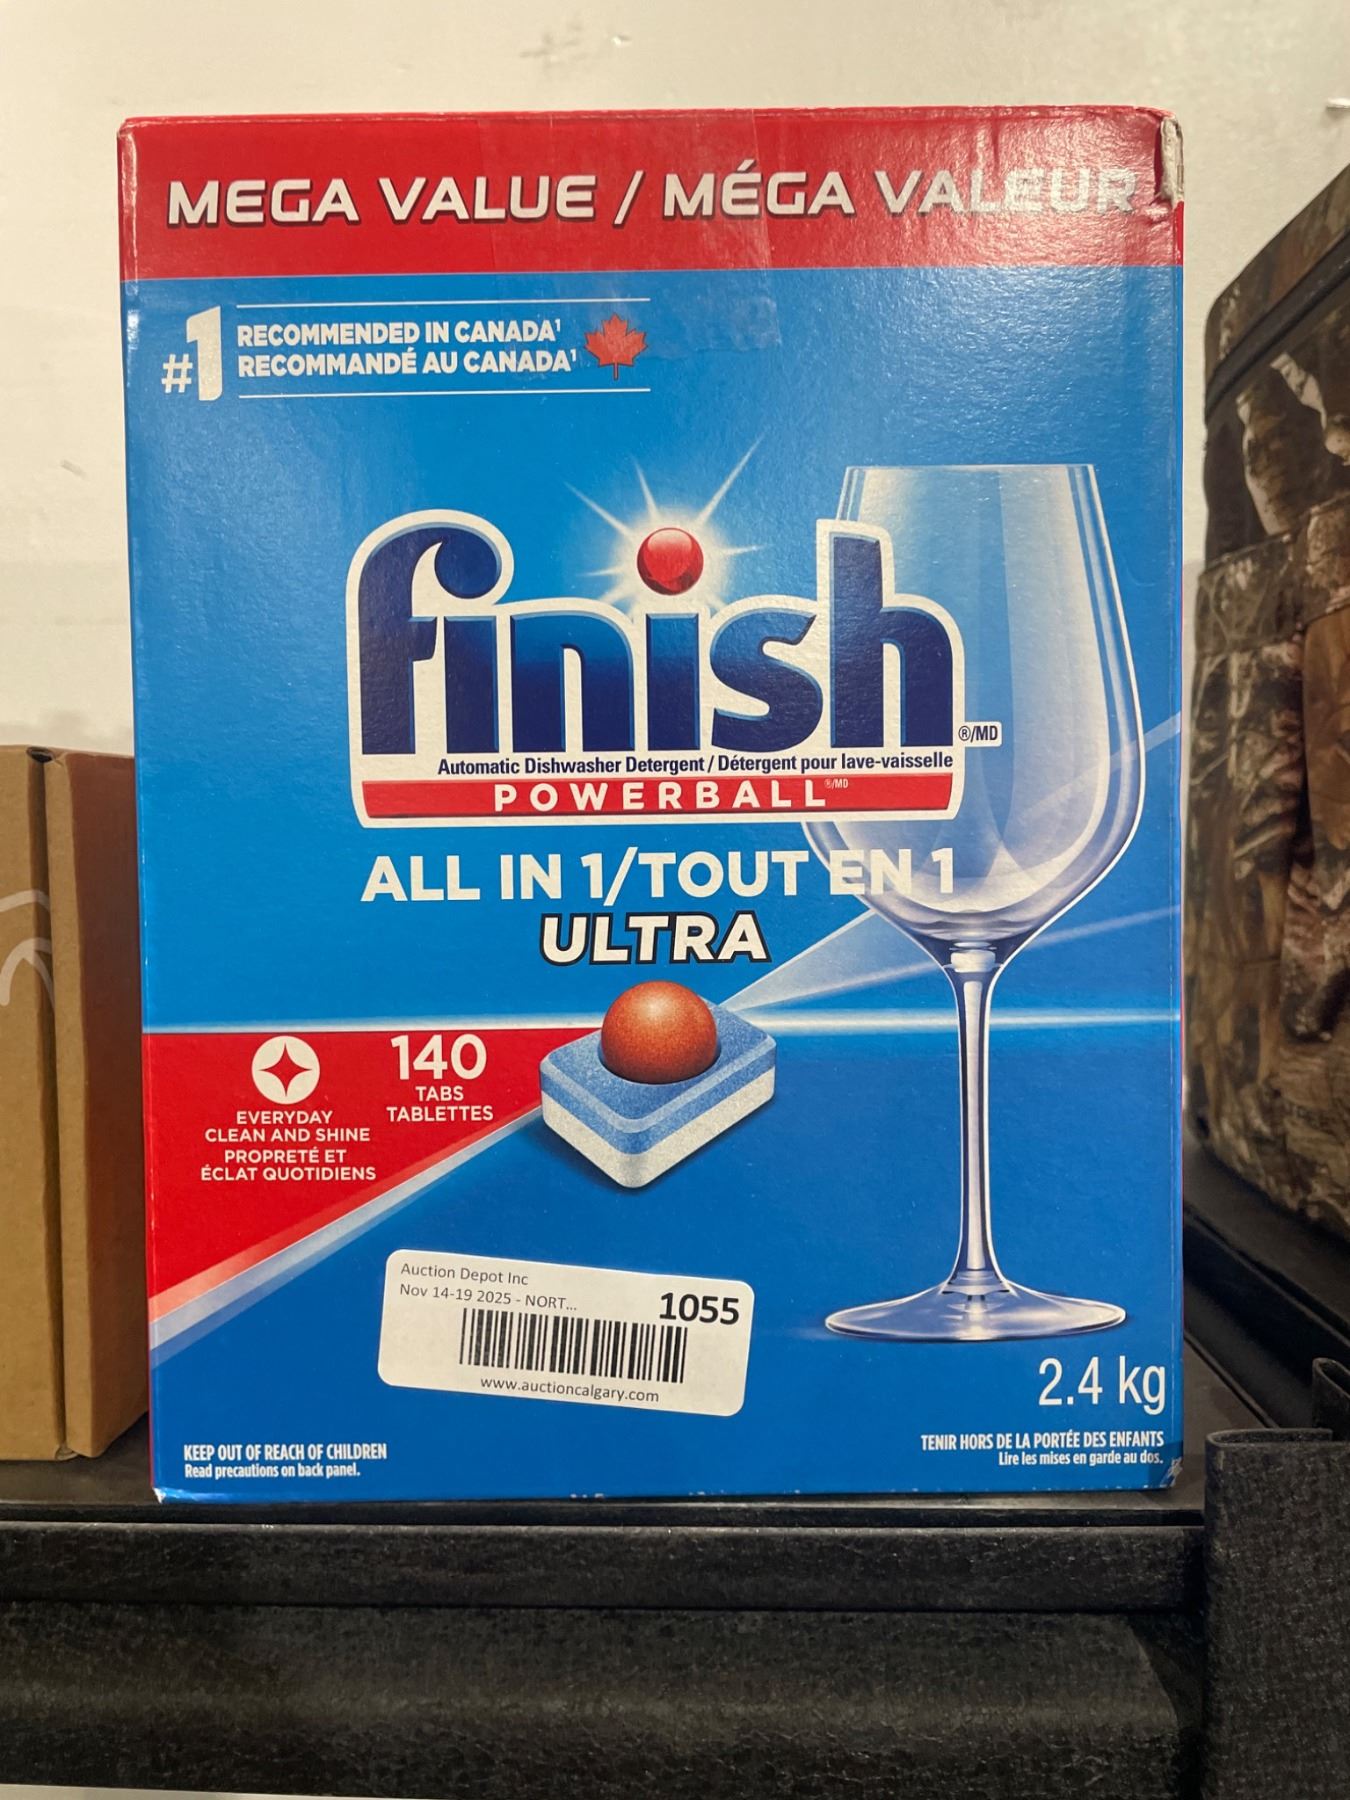 MEGA VALUE / MÉGA VALEUR
#1
RECOMMENDED IN CANADA¹
RECOMMANDÉ AU CANADA¹
finish ®/MD
Automatic Dishwasher Detergent / Détergent pour lave-vaisselle
POWERBALL ®/MD
ALL IN 1/TOUT EN 1
ULTRA
EVERYDAY
CLEAN AND SHINE
PROPRETÉ ET
ÉCLAT QUOTIDIENS
140
TABS
TABLETTES
Auction Depot Inc
Nov 14-19 2025 - NORT...
1055
www.auctioncalgary.com
2.4 kg
KEEP OUT OF REACH OF CHILDREN
Read precautions on back panel.
TENIR HORS DE LA PORTÉE DES ENFANTS
Lire les mises en garde au dos.